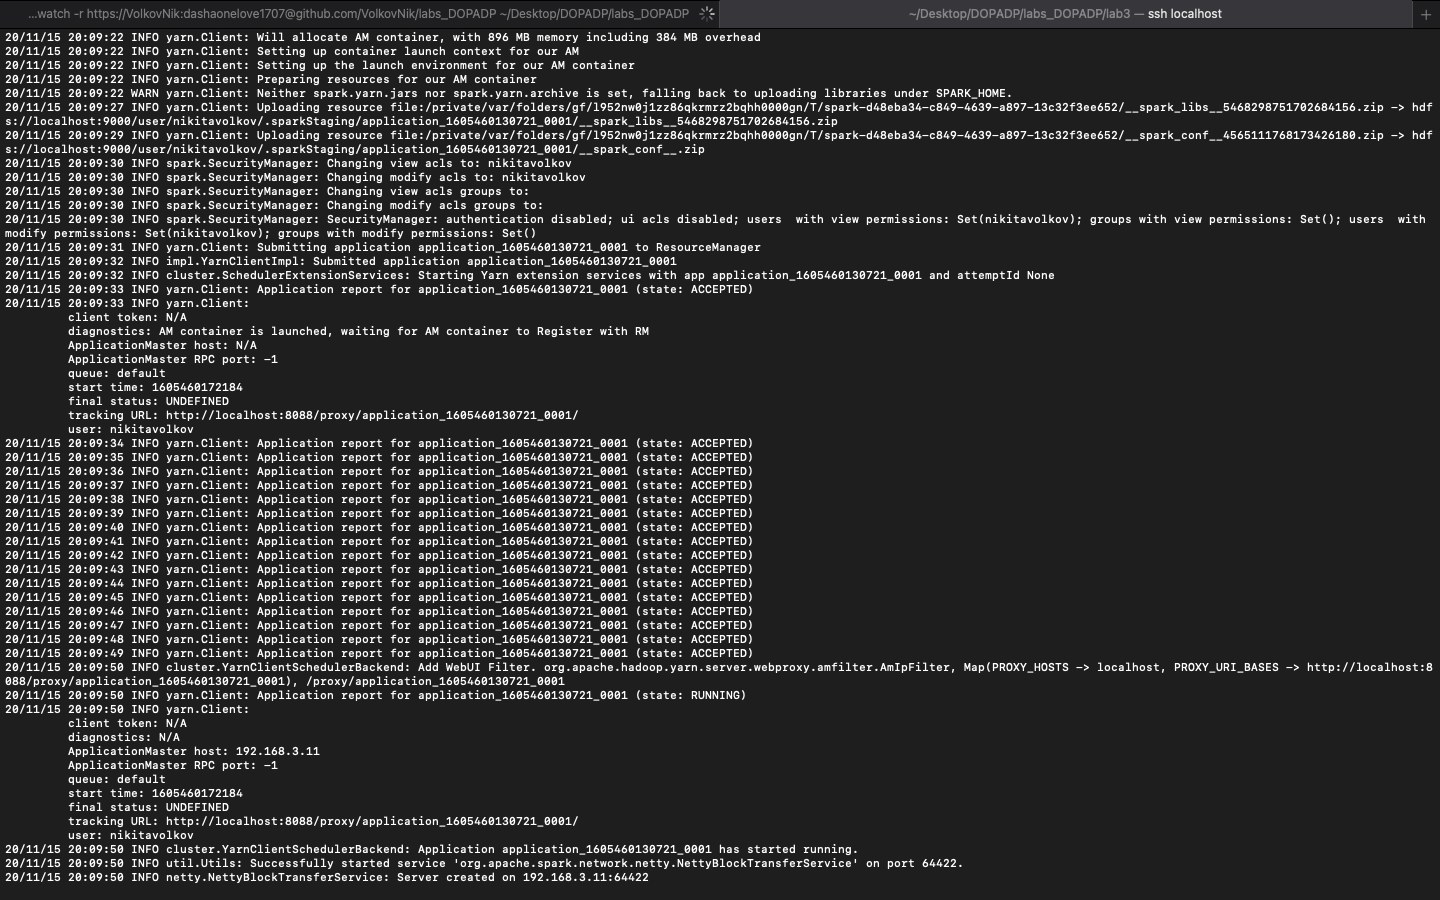 ...watch -r https://VolkovNik:dashaonelove1707@github.com/VolkovNik/labs_DOPADP ~/Desktop/DOPADP/labs_DOPADP
~/Desktop/DOPADP/labs_DOPADP/lab3 — ssh localhost
+
20/11/15 20:09:22 INFO yarn.Client: Will allocate AM container, with 896 MB memory including 384 MB overhead
20/11/15 20:09:22 INFO yarn.Client: Setting up container launch context for our AM
20/11/15 20:09:22 INFO yarn.Client: Setting up the launch environment for our AM container
20/11/15 20:09:22 INFO yarn.Client: Preparing resources for our AM container
20/11/15 20:09:22 WARN yarn.Client: Neither spark.yarn.jars nor spark.yarn.archive is set, falling back to uploading libraries under SPARK_HOME.
20/11/15 20:09:27 INFO yarn.Client: Uploading resource file:/private/var/folders/gf/l952nw0j1zz86qkrmrz2bqhh0000gn/T/spark-d48eba34-c849-4639-a897-13c32f3ee652/__spark_libs__5468298751702684156.zip -> hdf
s://localhost:9000/user/nikitavolkov/.sparkStaging/application_1605460130721_0001/__spark_libs__5468298751702684156.zip
20/11/15 20:09:29 INFO yarn.Client: Uploading resource file:/private/var/folders/gf/l952nw0j1zz86qkrmrz2bqhh0000gn/T/spark-d48eba34-c849-4639-a897-13c32f3ee652/__spark_conf__4565111768173426180.zip -> hdf
s://localhost:9000/user/nikitavolkov/.sparkStaging/application_1605460130721_0001/__spark_conf__.zip
20/11/15 20:09:30 INFO spark.SecurityManager: Changing view acls to: nikitavolkov
20/11/15 20:09:30 INFO spark.SecurityManager: Changing modify acls to: nikitavolkov
20/11/15 20:09:30 INFO spark.SecurityManager: Changing view acls groups to:
20/11/15 20:09:30 INFO spark.SecurityManager: Changing modify acls groups to:
20/11/15 20:09:30 INFO spark.SecurityManager: SecurityManager: authentication disabled; ui acls disabled; users  with view permissions: Set(nikitavolkov); groups with view permissions: Set(); users  with
modify permissions: Set(nikitavolkov); groups with modify permissions: Set()
20/11/15 20:09:31 INFO yarn.Client: Submitting application application_1605460130721_0001 to ResourceManager
20/11/15 20:09:32 INFO impl.YarnClientImpl: Submitted application application_1605460130721_0001
20/11/15 20:09:32 INFO cluster.SchedulerExtensionServices: Starting Yarn extension services with app application_1605460130721_0001 and attemptId None
20/11/15 20:09:33 INFO yarn.Client: Application report for application_1605460130721_0001 (state: ACCEPTED)
20/11/15 20:09:33 INFO yarn.Client:
client token: N/A
diagnostics: AM container is launched, waiting for AM container to Register with RM
ApplicationMaster host: N/A
ApplicationMaster RPC port: -1
queue: default
start time: 1605460172184
final status: UNDEFINED
tracking URL: http://localhost:8088/proxy/application_1605460130721_0001/
user: nikitavolkov
20/11/15 20:09:34 INFO yarn.Client: Application report for application_1605460130721_0001 (state: ACCEPTED)
20/11/15 20:09:35 INFO yarn.Client: Application report for application_1605460130721_0001 (state: ACCEPTED)
20/11/15 20:09:36 INFO yarn.Client: Application report for application_1605460130721_0001 (state: ACCEPTED)
20/11/15 20:09:37 INFO yarn.Client: Application report for application_1605460130721_0001 (state: ACCEPTED)
20/11/15 20:09:38 INFO yarn.Client: Application report for application_1605460130721_0001 (state: ACCEPTED)
20/11/15 20:09:39 INFO yarn.Client: Application report for application_1605460130721_0001 (state: ACCEPTED)
20/11/15 20:09:40 INFO yarn.Client: Application report for application_1605460130721_0001 (state: ACCEPTED)
20/11/15 20:09:41 INFO yarn.Client: Application report for application_1605460130721_0001 (state: ACCEPTED)
20/11/15 20:09:42 INFO yarn.Client: Application report for application_1605460130721_0001 (state: ACCEPTED)
20/11/15 20:09:43 INFO yarn.Client: Application report for application_1605460130721_0001 (state: ACCEPTED)
20/11/15 20:09:44 INFO yarn.Client: Application report for application_1605460130721_0001 (state: ACCEPTED)
20/11/15 20:09:45 INFO yarn.Client: Application report for application_1605460130721_0001 (state: ACCEPTED)
20/11/15 20:09:46 INFO yarn.Client: Application report for application_1605460130721_0001 (state: ACCEPTED)
20/11/15 20:09:47 INFO yarn.Client: Application report for application_1605460130721_0001 (state: ACCEPTED)
20/11/15 20:09:48 INFO yarn.Client: Application report for application_1605460130721_0001 (state: ACCEPTED)
20/11/15 20:09:49 INFO yarn.Client: Application report for application_1605460130721_0001 (state: ACCEPTED)
20/11/15 20:09:50 INFO cluster.YarnClientSchedulerBackend: Add WebUI Filter. org.apache.hadoop.yarn.server.webproxy.amfilter.AmIpFilter, Map(PROXY_HOSTS -> localhost, PROXY_URI_BASES -> http://localhost:8
088/proxy/application_1605460130721_0001), /proxy/application_1605460130721_0001
20/11/15 20:09:50 INFO yarn.Client: Application report for application_1605460130721_0001 (state: RUNNING)
20/11/15 20:09:50 INFO yarn.Client:
client token: N/A
diagnostics: N/A
ApplicationMaster host: 192.168.3.11
ApplicationMaster RPC port: -1
queue: default
start time: 1605460172184
final status: UNDEFINED
tracking URL: http://localhost:8088/proxy/application_1605460130721_0001/
user: nikitavolkov
20/11/15 20:09:50 INFO cluster.YarnClientSchedulerBackend: Application application_1605460130721_0001 has started running.
20/11/15 20:09:50 INFO util.Utils: Successfully started service 'org.apache.spark.network.netty.NettyBlockTransferService' on port 64422.
20/11/15 20:09:50 INFO netty.NettyBlockTransferService: Server created on 192.168.3.11:64422